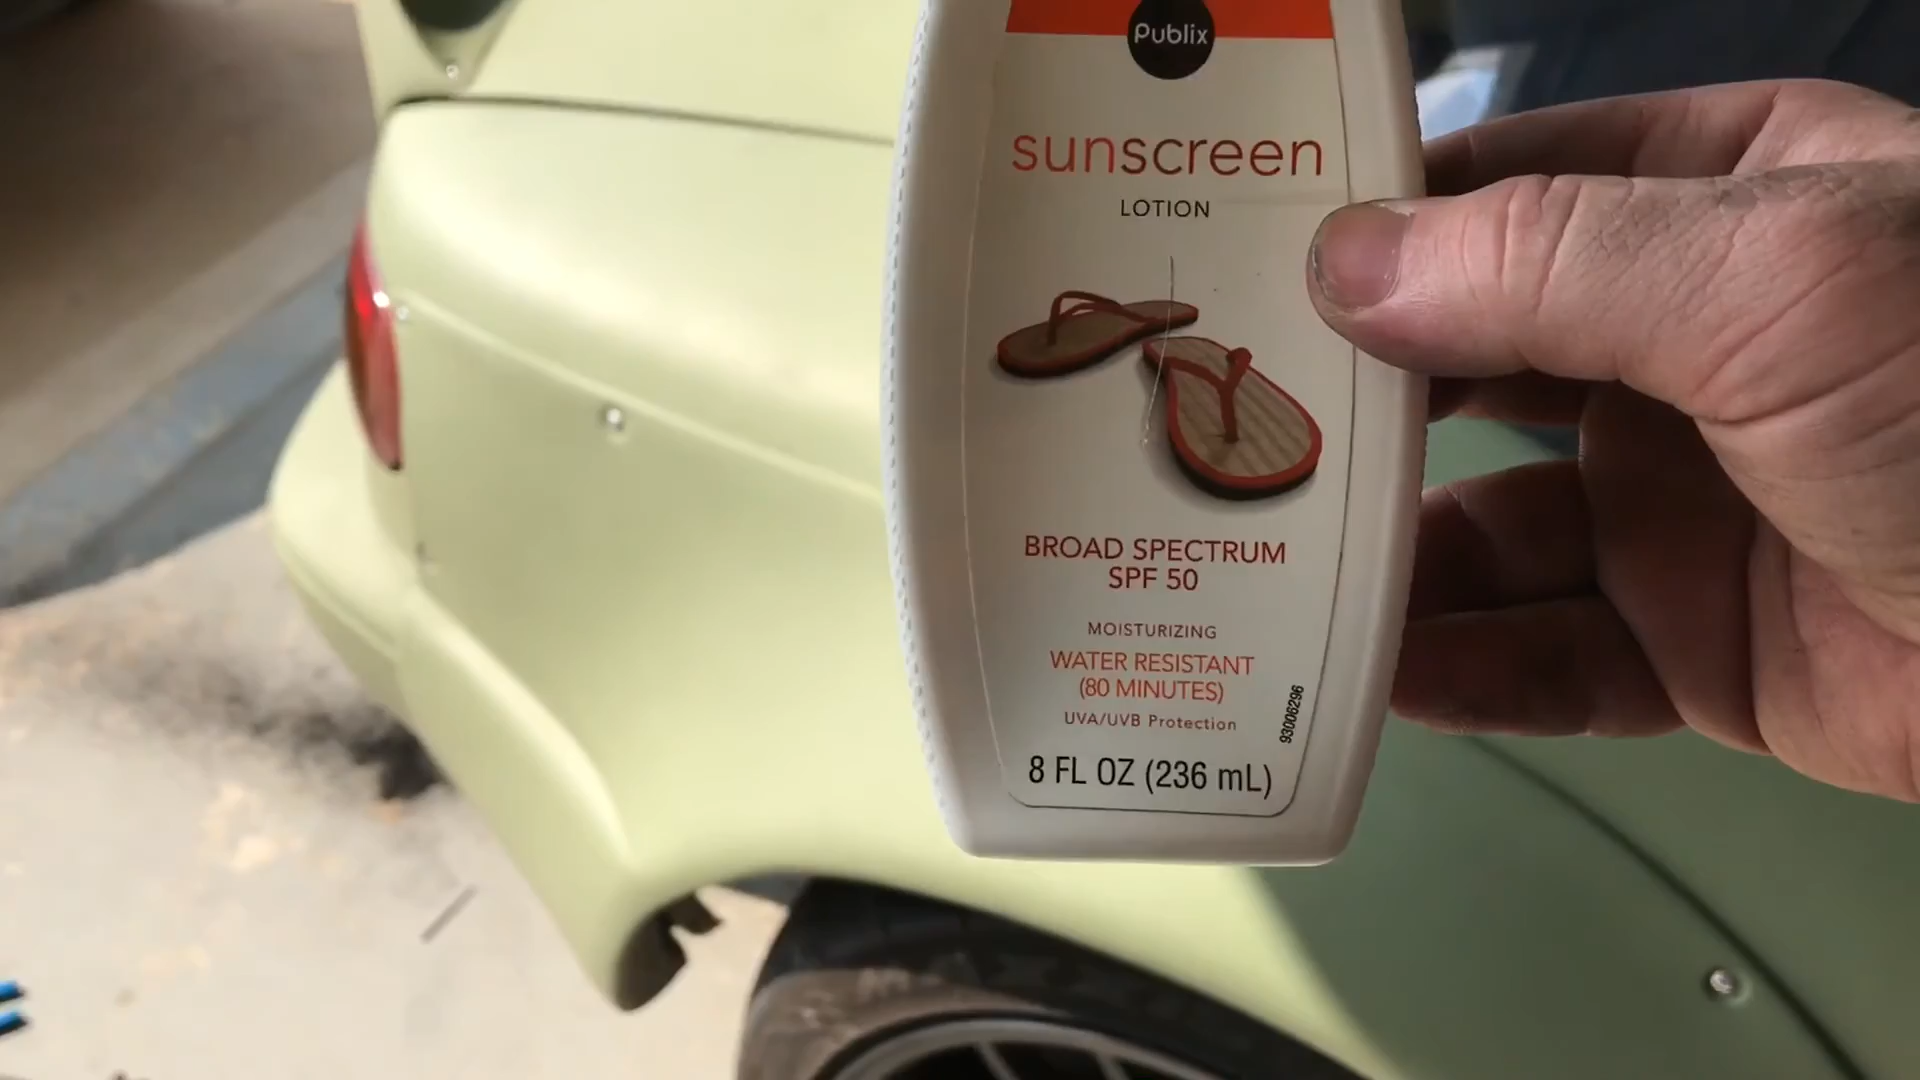 Publix
sunscreen
LOTION
BROAD SPECTRUM
SPF 50
MOISTURIZING
WATER RESISTANT
(80 MINUTES)
UVA/UVB Protection
93006296
8 FL OZ (236 mL)